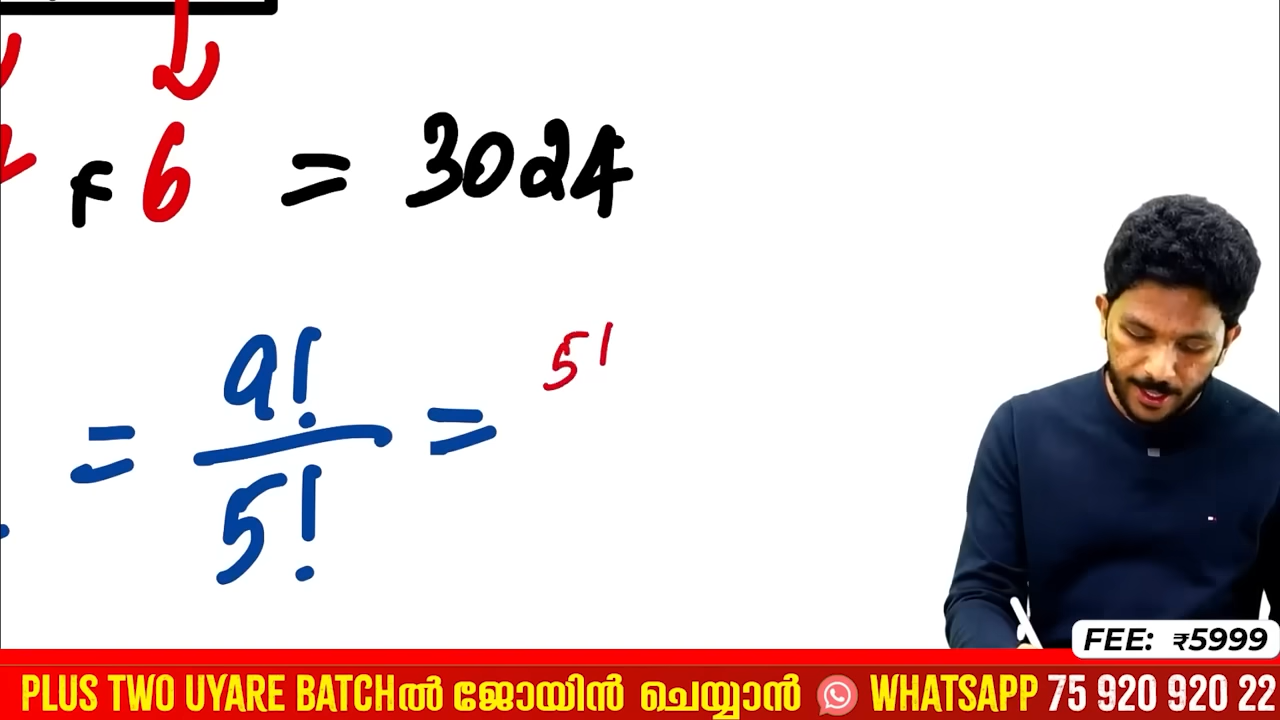 × 6 = 3024
= 9! / 5! = 5!
FEE: ₹5999
PLUS TWO UYARE BATCHൽ ജോയിൻ ചെയ്യാൻ WHATSAPP 75 920 920 22